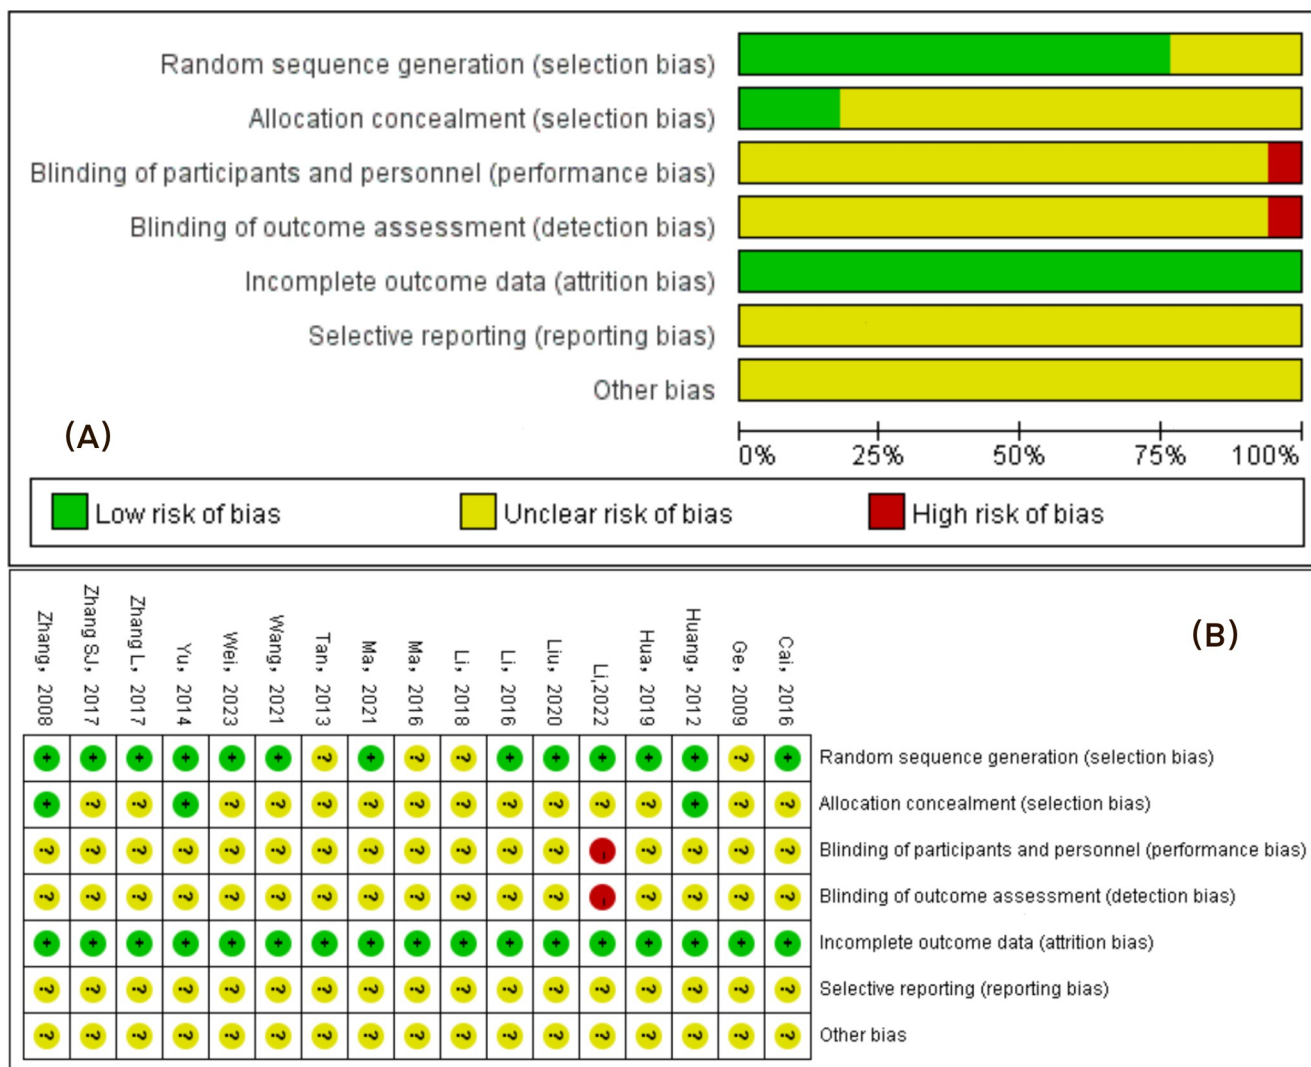 Random sequence generation (selection bias)
Allocation concealment (selection bias)
Blinding of participants and personnel (performance bias)
Blinding of outcome assessment (detection bias)
Incomplete outcome data (attrition bias)
Selective reporting (reporting bias)
Other bias
(A)
0% 25% 50% 75% 100%
Low risk of bias Unclear risk of bias High risk of bias
(B)
Zhang, 2008
Zhang SJ, 2017
Zhang L, 2017
Yu, 2014
Wei, 2023
Wang, 2021
Tan, 2013
Ma, 2021
Ma, 2016
Li, 2018
Li, 2016
Liu, 2020
Li,2022
Hua, 2019
Huang, 2012
Ge, 2009
Cai, 2016
+ + + + + + ? + ? ? + + + + + ? + Random sequence generation (selection bias)
+ ? ? + ? ? ? ? ? ? ? ? ? ? + ? ? Allocation concealment (selection bias)
? ? ? ? ? ? ? ? ? ? ? ? - ? ? ? ? Blinding of participants and personnel (performance bias)
? ? ? ? ? ? ? ? ? ? ? ? - ? ? ? ? Blinding of outcome assessment (detection bias)
+ + + + + + + + + + + + + + + + + Incomplete outcome data (attrition bias)
? ? ? ? ? ? ? ? ? ? ? ? ? ? ? ? ? Selective reporting (reporting bias)
? ? ? ? ? ? ? ? ? ? ? ? ? ? ? ? ? Other bias